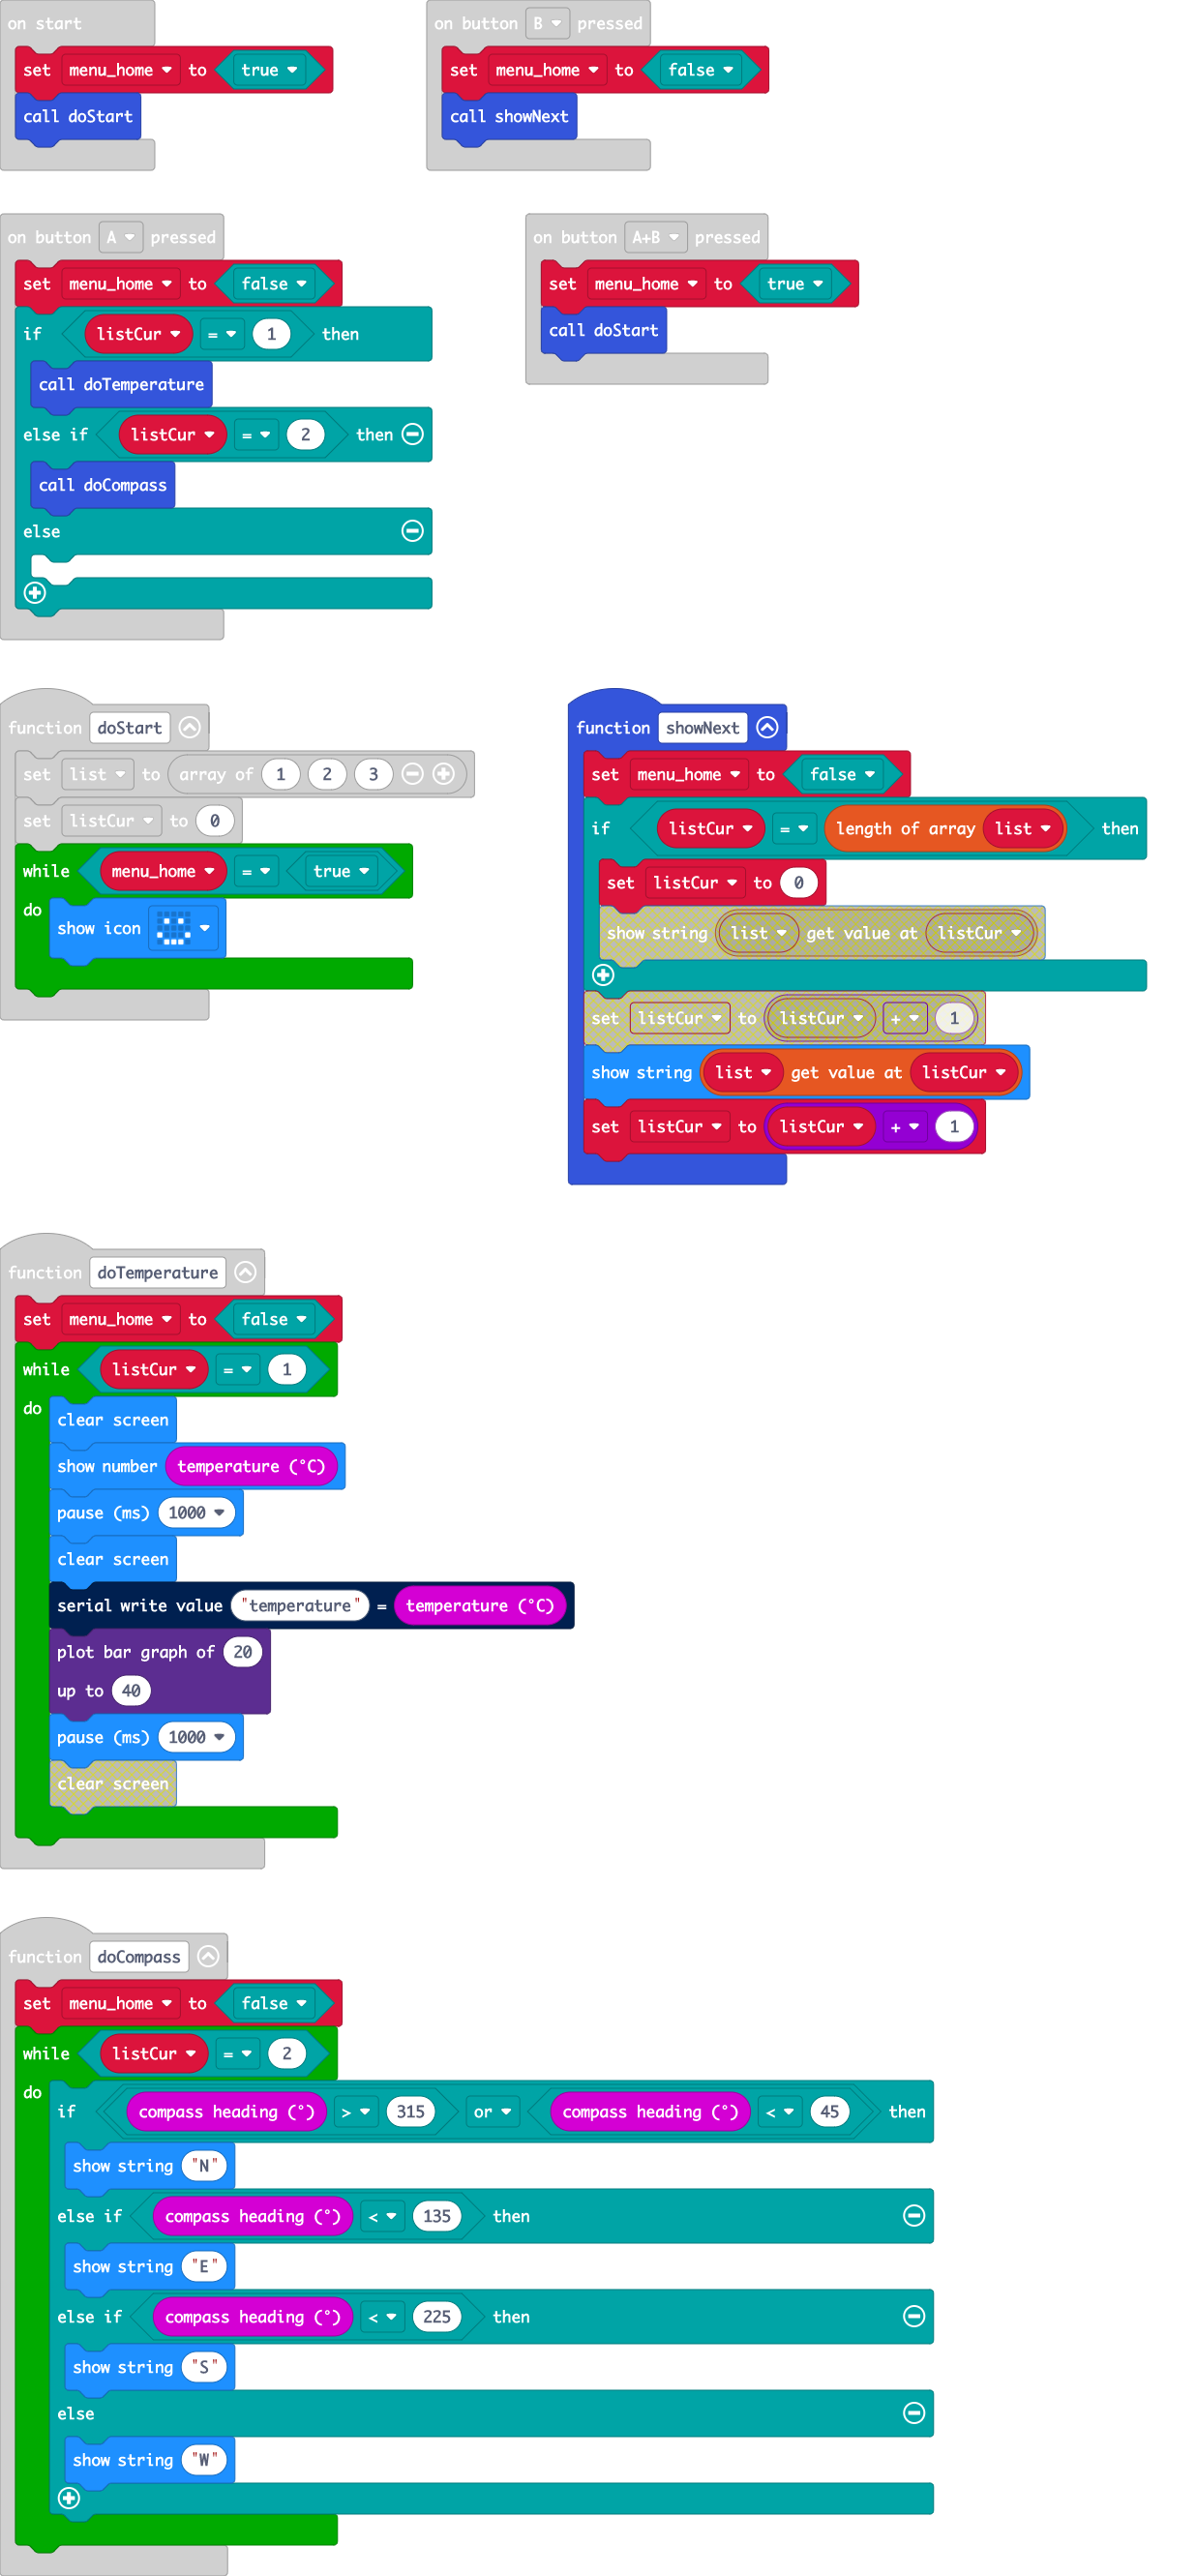 on start
set menu_home to true
call doStart
on button B pressed
set menu_home to false
call showNext
on button A pressed
set menu_home to false
if listCur = 1 then
call doTemperature
else if listCur = 2 then
call doCompass
else
on button A+B pressed
set menu_home to true
call doStart
function doStart
set list to array of 1 2 3
set listCur to 0
while menu_home = true
do
show icon
function showNext
set menu_home to false
if listCur = length of array list then
set listCur to 0
show string list get value at listCur
set listCur to listCur + 1
show string list get value at listCur
set listCur to listCur + 1
function doTemperature
set menu_home to false
while listCur = 1
do
clear screen
show number temperature (°C)
pause (ms) 1000
clear screen
serial write value "temperature" = temperature (°C)
plot bar graph of 20
up to 40
pause (ms) 1000
clear screen
function doCompass
set menu_home to false
while listCur = 2
do
if compass heading (°) > 315 or compass heading (°) < 45 then
show string "N"
else if compass heading (°) < 135 then
show string "E"
else if compass heading (°) < 225 then
show string "S"
else
show string "W"